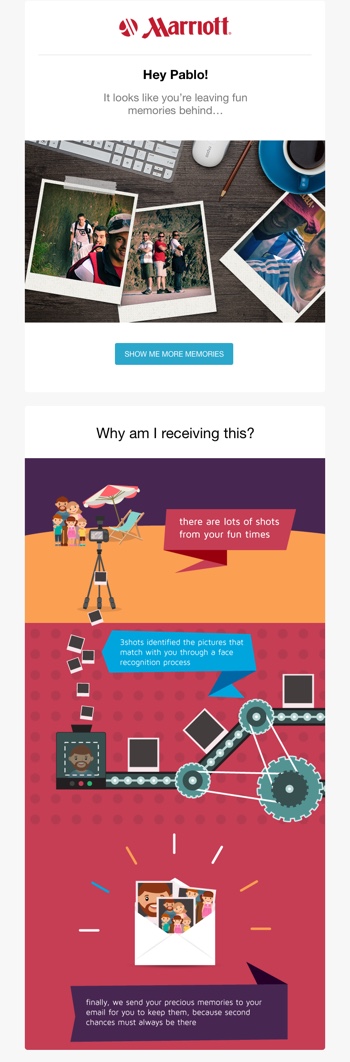 Marriott
Hey Pablo!
It looks like you're leaving fun
memories behind...
SHOW ME MORE MEMORIES
Why am I receiving this?
there are lots of shots
from your fun times
3shots identified the pictures that
match with you through a face
recognition process
finally, we send your precious memories to your
email for you to keep them, because second
chances must always be there